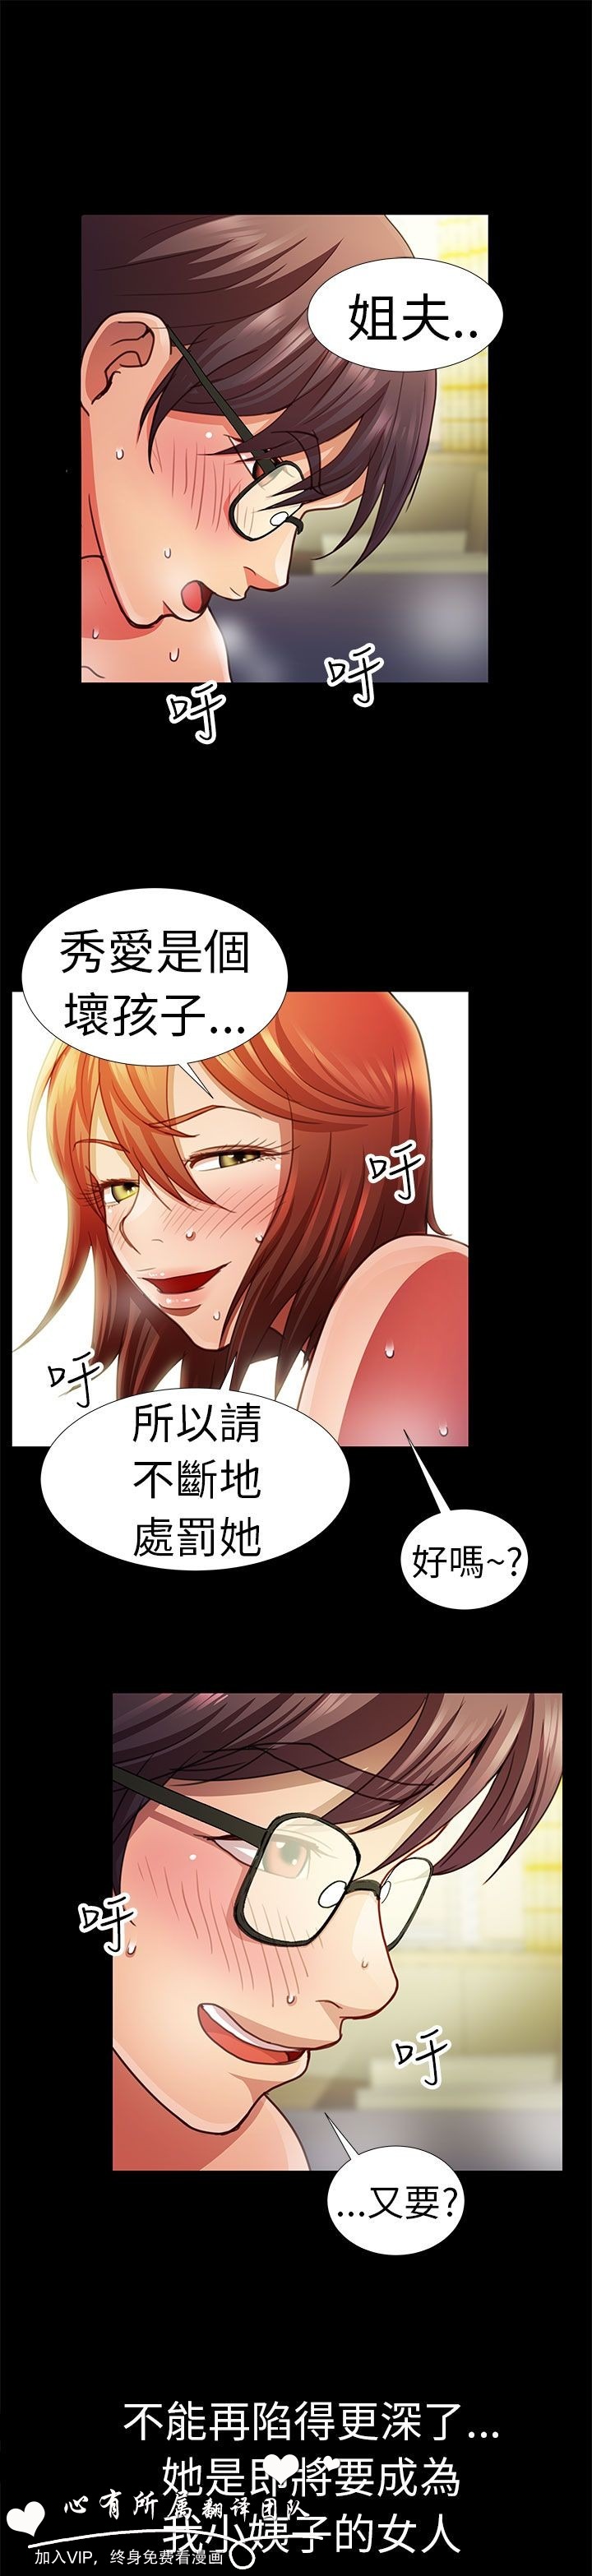 姐夫..
吁
吁
秀愛是個
壞孩子...
吁
吁
所以請
不斷地
處罰她
好嗎~?
吁
吁
...又要?
不能再陷得更深了...
她是即將要成為
我小姨子的女人
心有所属翻译团队
加入VIP，终身免费看漫画